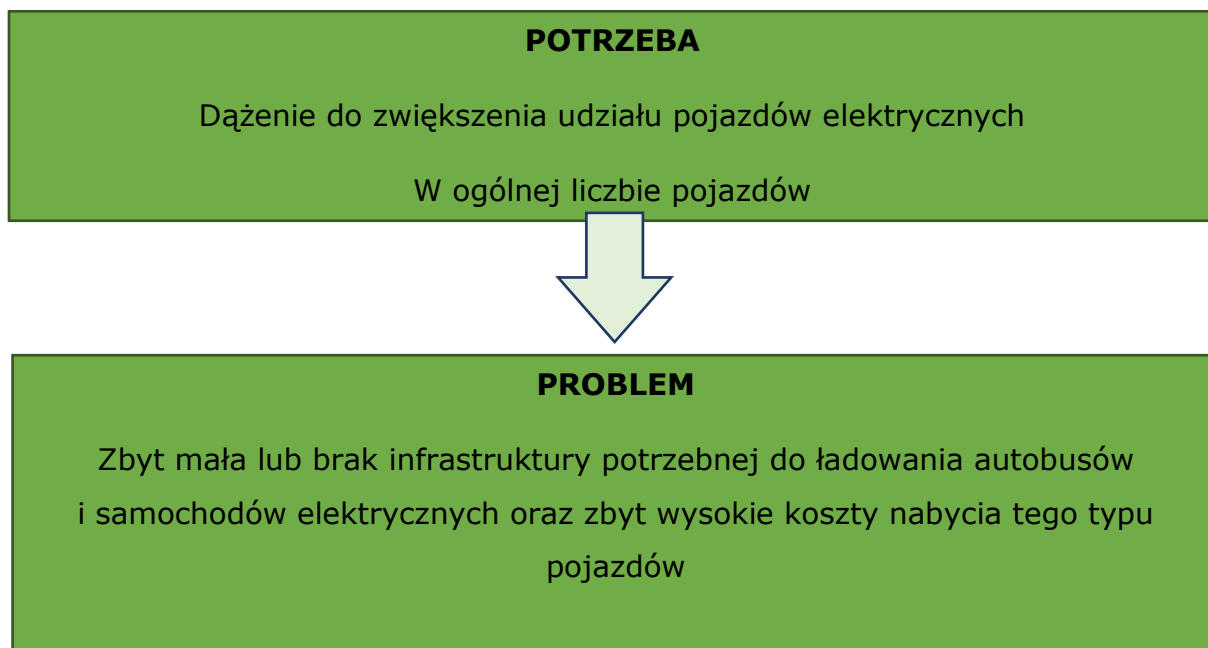 POTRZEBA
Dążenie do zwiększenia udziału pojazdów elektrycznych
W ogólnej liczbie pojazdów
PROBLEM
Zbyt mała lub brak infrastruktury potrzebnej do ładowania autobusów
i samochodów elektrycznych oraz zbyt wysokie koszty nabycia tego typu
pojazdów